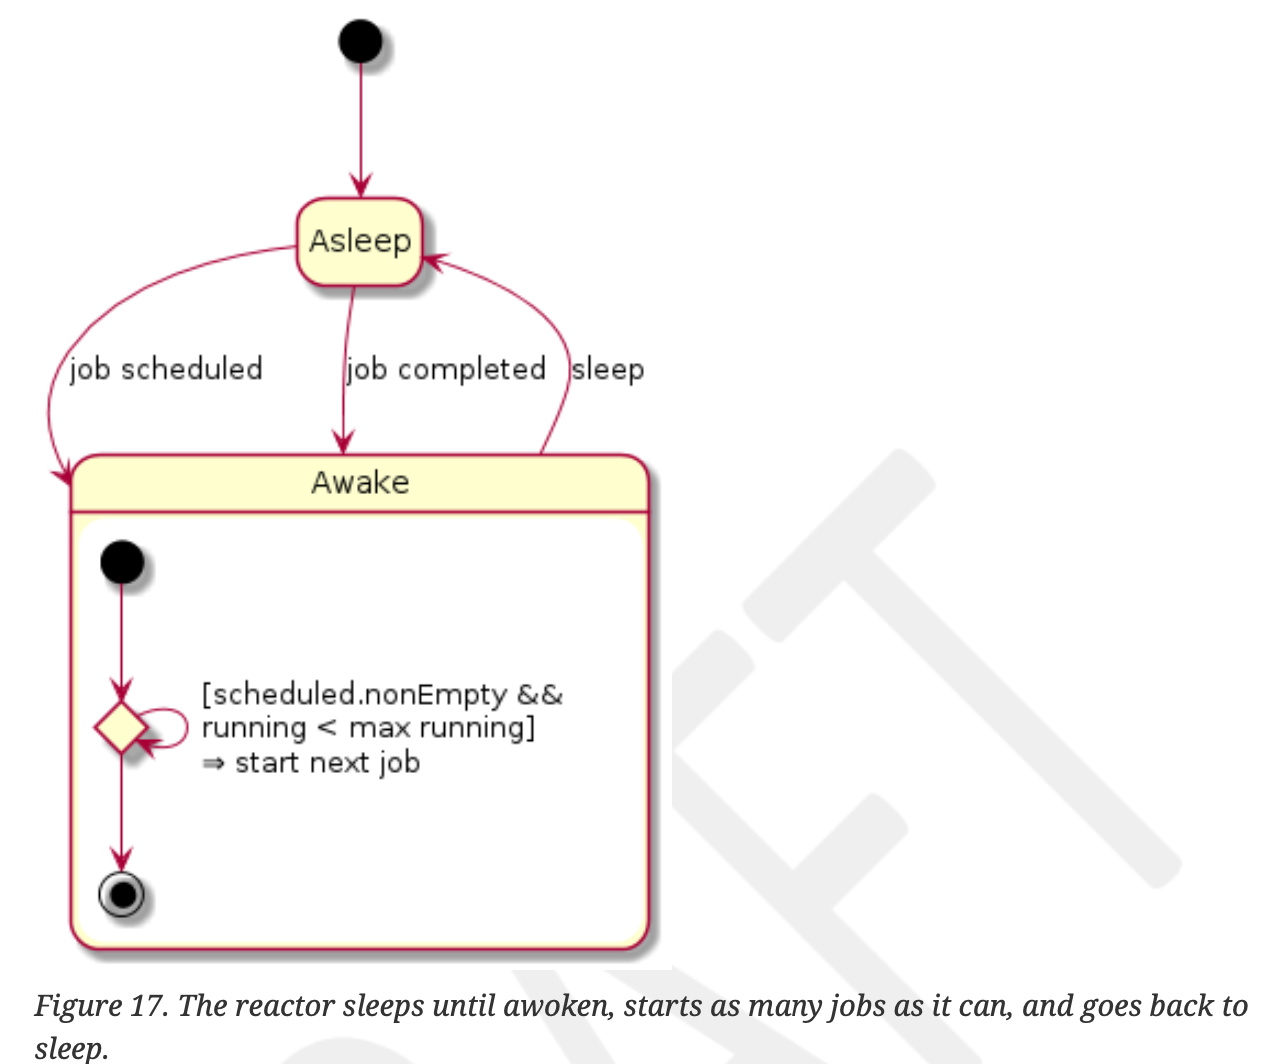 Asleep
job scheduled
job completed
sleep
Awake
[scheduled.nonEmpty &&
running < max running]
⇒ start next job
Figure 17. The reactor sleeps until awoken, starts as many jobs as it can, and goes back to
sleep.